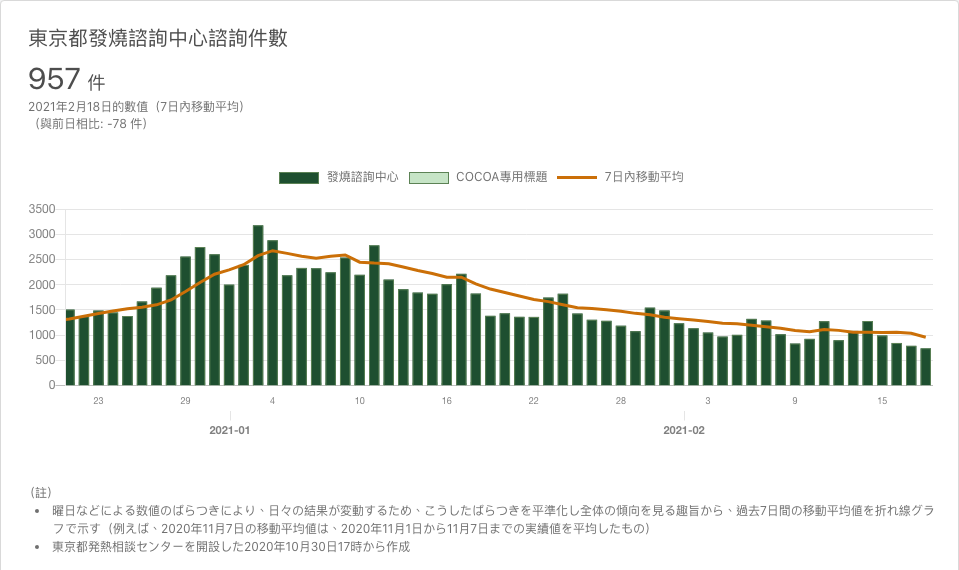 東京都發燒諮詢中心諮詢件數
957 件
2021年2月18日的數值（7日內移動平均）
（與前日相比: -78 件）
發燒諮詢中心 COCOA專用標題 7日內移動平均
3500
3000
2500
2000
1500
1000
500
0
23 29 4 10 16 22 28 3 9 15
2021-01 2021-02
（註）
• 曜日などによる数値のばらつきにより、日々の結果が変動するため、こうしたばらつきを平準化し全体の傾向を見る趣旨から、過去7日間の移動平均値を折れ線グラ
フで示す（例えば、2020年11月7日の移動平均値は、2020年11月1日から11月7日までの実績値を平均したもの）
• 東京都発熱相談センターを開設した2020年10月30日17時から作成